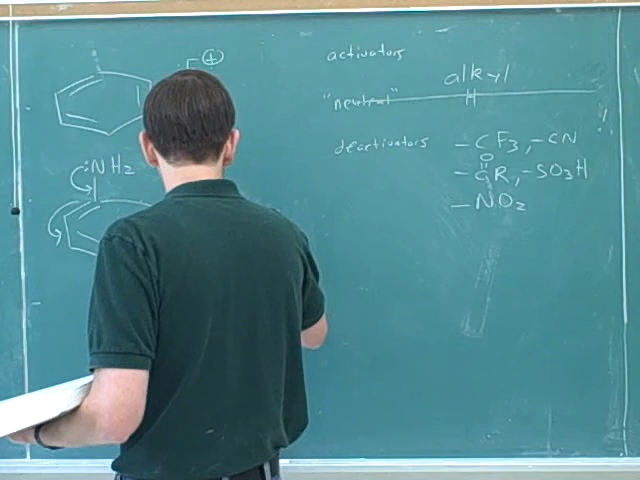 activators
alkyl
"neutral" H
deactivators -CF3, -CN
O
-CR, -SO3H
-NO2
E⊕
:NH2